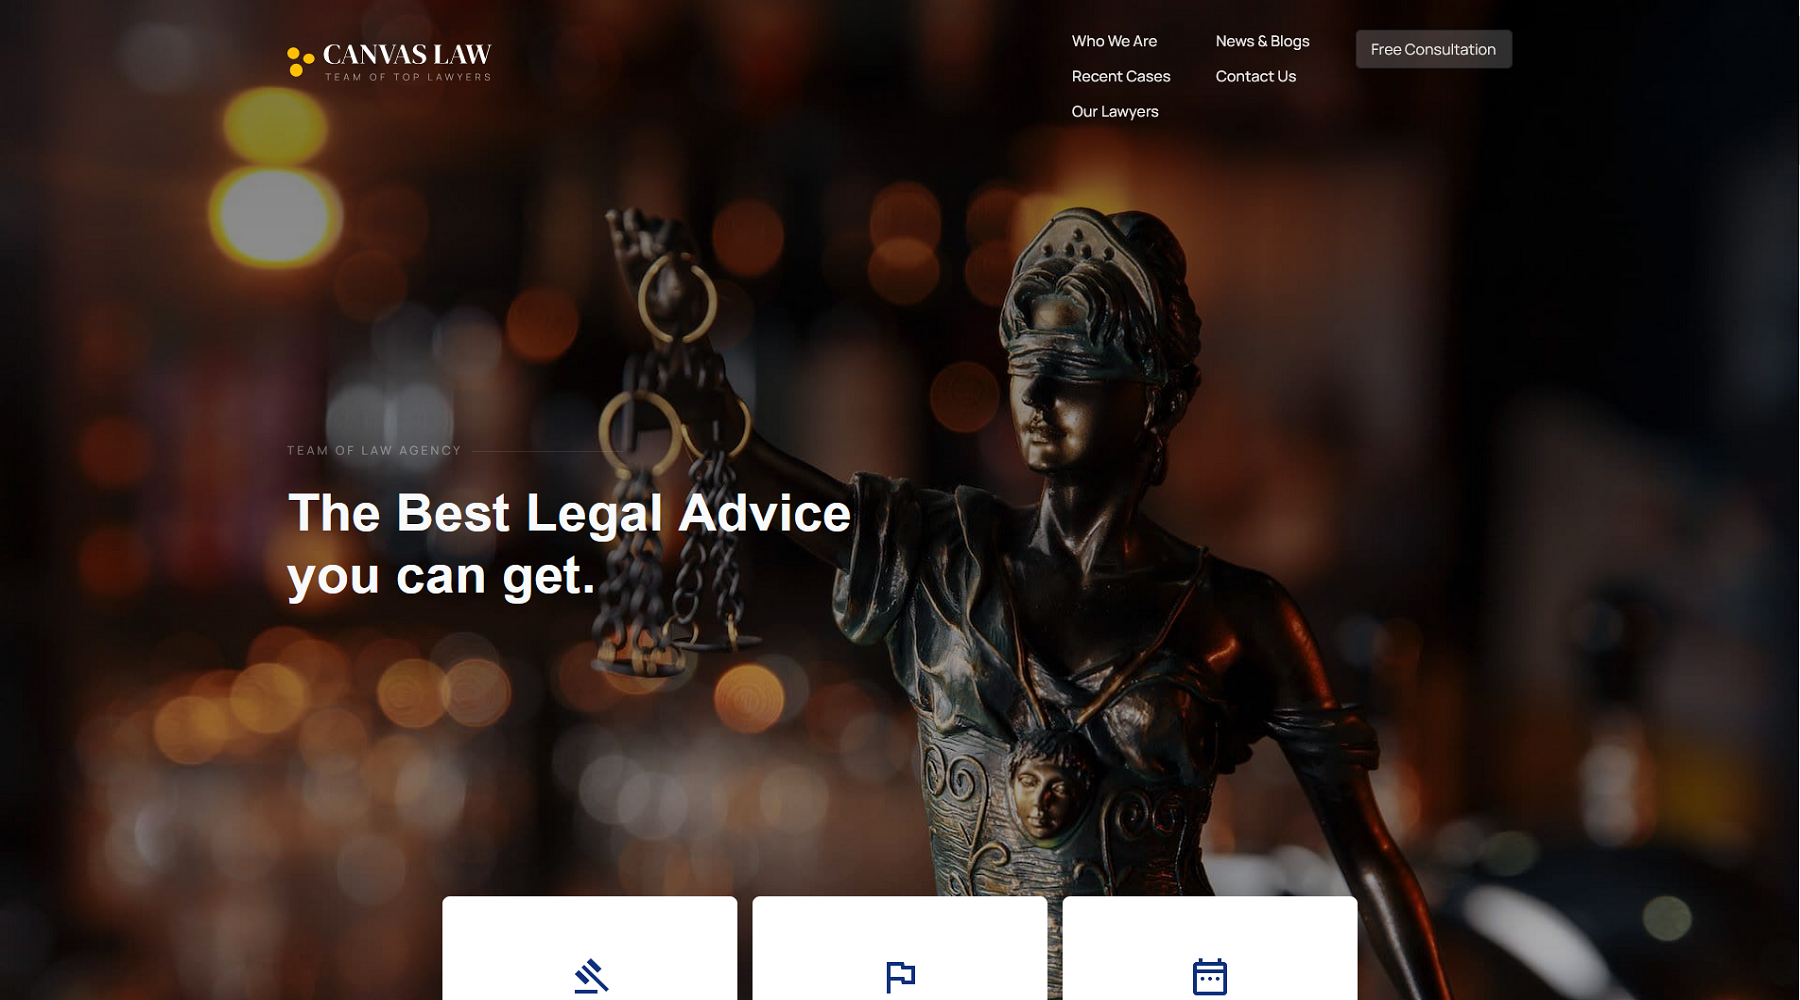 CANVAS LAW
TEAM OF TOP LAWYERS
Who We Are
Recent Cases
Our Lawyers
News & Blogs
Contact Us
Free Consultation
TEAM OF LAW AGENCY
The Best Legal Advice
you can get.